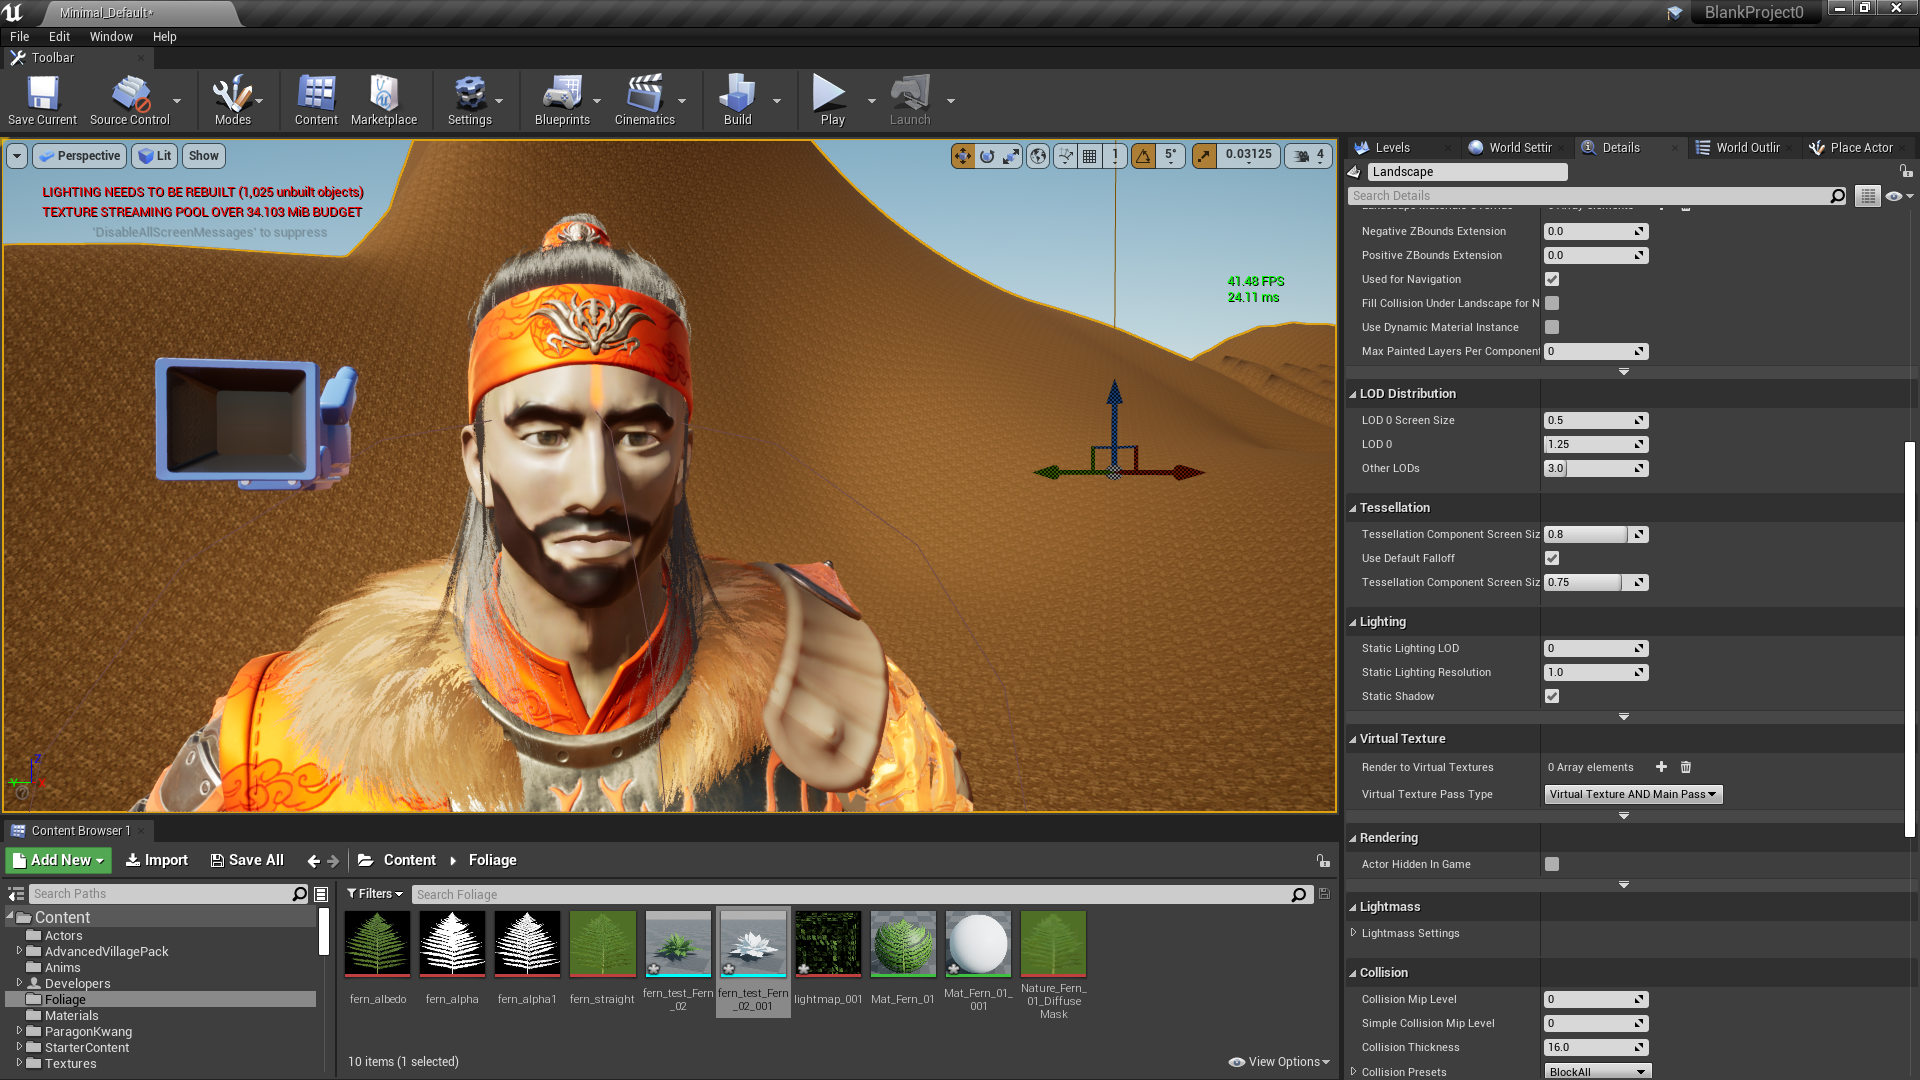 Minimal_Default*
BlankProject0
File Edit Window Help
Toolbar
Save Current Source Control Modes Content Marketplace Settings Blueprints Cinematics Build Play Launch
Perspective Lit Show
1 5° 0.03125 4
LIGHTING NEEDS TO BE REBUILT (1,025 unbuilt objects)
TEXTURE STREAMING POOL OVER 34.103 MiB BUDGET
'DisableAllScreenMessages' to suppress
41.48 FPS
24.11 ms
Levels World Settin Details World Outlin Place Actor
Landscape
Search Details
Negative ZBounds Extension 0.0
Positive ZBounds Extension 0.0
Used for Navigation
Fill Collision Under Landscape for N
Use Dynamic Material Instance
Max Painted Layers Per Component 0
LOD Distribution
LOD 0 Screen Size 0.5
LOD 0 1.25
Other LODs 3.0
Tessellation
Tessellation Component Screen Siz 0.8
Use Default Falloff
Tessellation Component Screen Siz 0.75
Lighting
Static Lighting LOD 0
Static Lighting Resolution 1.0
Static Shadow
Virtual Texture
Render to Virtual Textures 0 Array elements
Virtual Texture Pass Type Virtual Texture AND Main Pass
Rendering
Actor Hidden In Game
Lightmass
Lightmass Settings
Collision
Collision Mip Level 0
Simple Collision Mip Level 0
Collision Thickness 16.0
Collision Presets BlockAll
Content Browser 1
Add New Import Save All Content Foliage
Search Paths
Filters Search Foliage
Content
Actors
AdvancedVillagePack
Anims
Developers
Foliage
Materials
ParagonKwang
StarterContent
Textures
fern_albedo
fern_alpha
fern_alpha1
fern_straight
fern_test_Fern
_02
fern_test_Fern
_02_001
lightmap_001
Mat_Fern_01
Mat_Fern_01_
001
Nature_Fern_
01_Diffuse
Mask
10 items (1 selected)
View Options